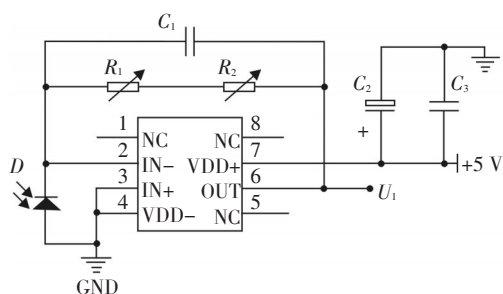 C₁
R₁ R₂
C₂ C₃
+
1 NC NC 8
2 IN- VDD+ 7
+5 V
D
3 IN+ OUT 6
U₁
4 VDD- NC 5
GND